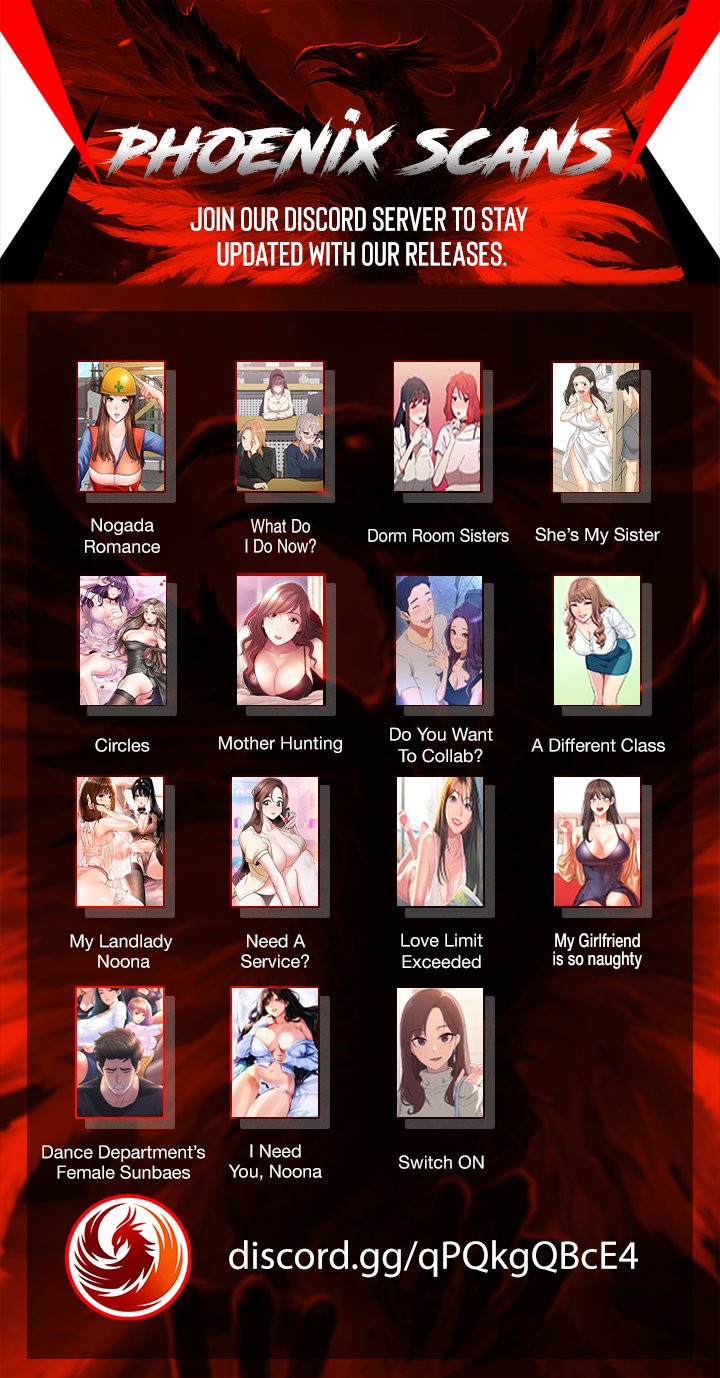 PHOENIX SCANS
JOIN OUR DISCORD SERVER TO STAY
UPDATED WITH OUR RELEASES.
Nogada
Romance
What Do
I Do Now?
Dorm Room Sisters
She's My Sister
Circles
Mother Hunting
Do You Want
To Collab?
A Different Class
My Landlady
Noona
Need A
Service?
Love Limit
Exceeded
My Girlfriend
is so naughty
Dance Department's
Female Sunbaes
I Need
You, Noona
Switch ON
discord.gg/qPQkgQBcE4